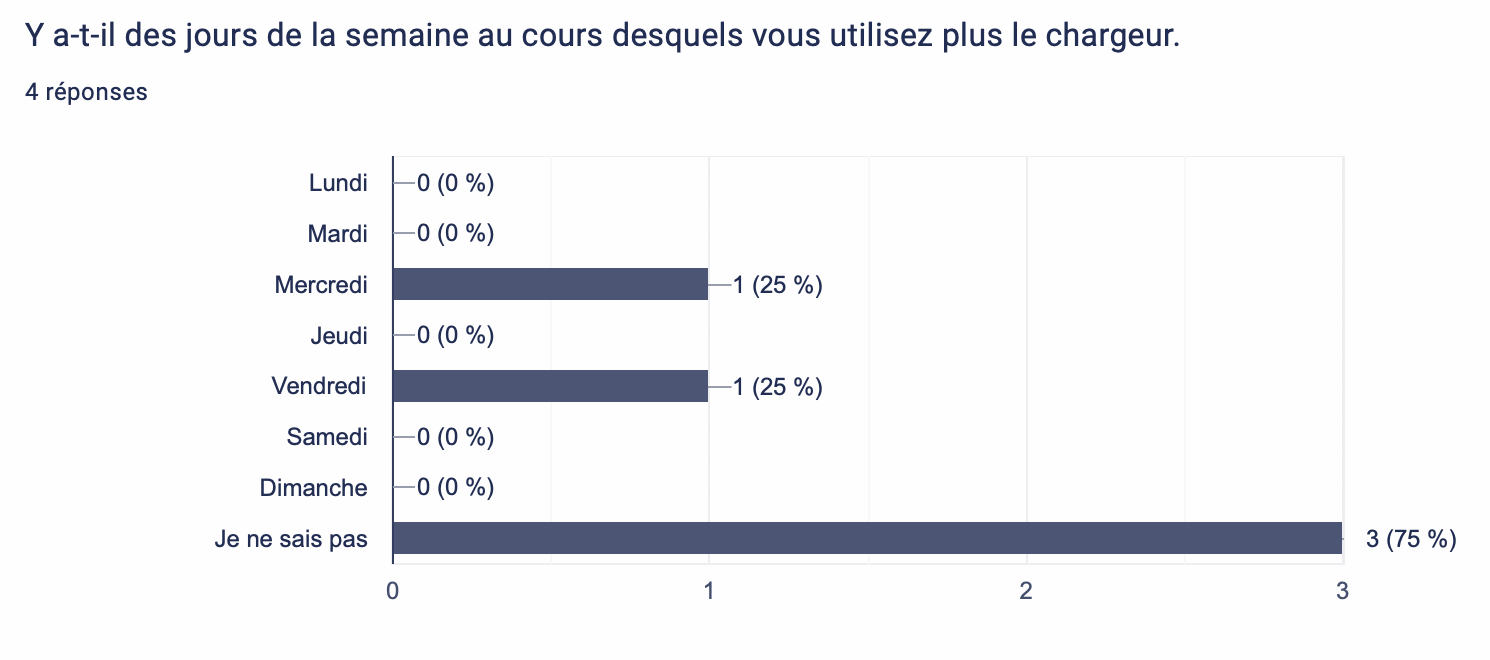 Y a-t-il des jours de la semaine au cours desquels vous utilisez plus le chargeur.
4 réponses
Lundi 0 (0 %)
Mardi 0 (0 %)
Mercredi 1 (25 %)
Jeudi 0 (0 %)
Vendredi 1 (25 %)
Samedi 0 (0 %)
Dimanche 0 (0 %)
Je ne sais pas 3 (75 %)
0 1 2 3